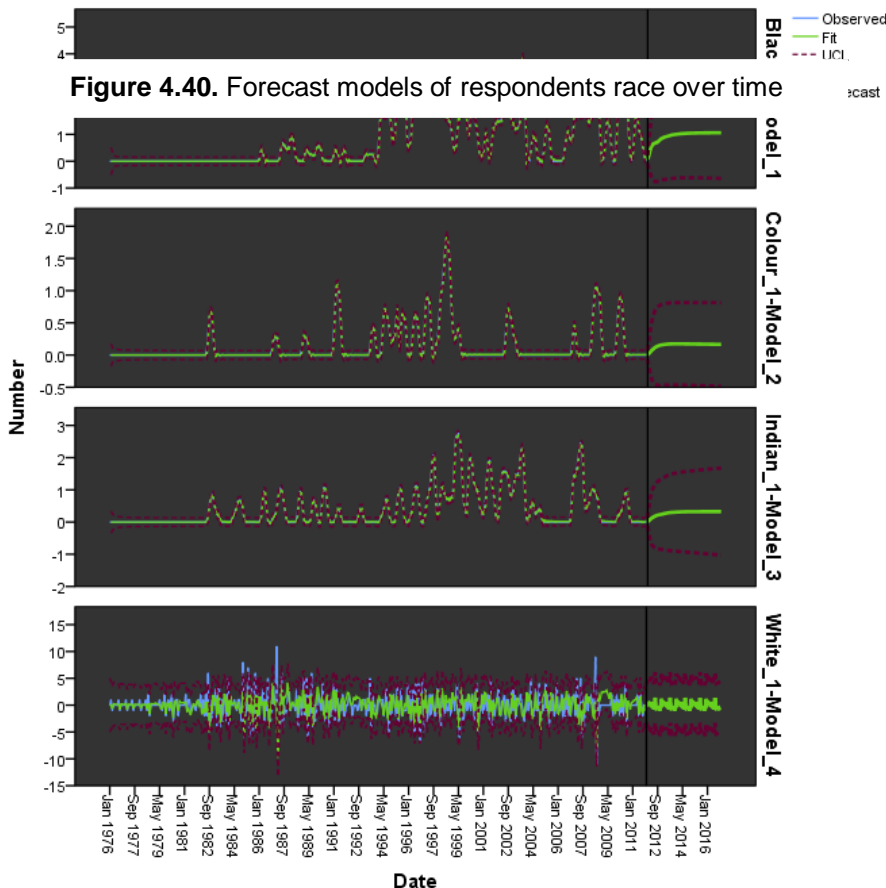 5
4
Blac
Observed
Fit
UCL
Figure 4.40. Forecast models of respondents race over time
ecast
1
0
-1
odel_1
2.0
1.5
1.0
0.5
0.0
-0.5
Colour_1-Model_2
Number
3
2
1
0
-1
-2
Indian_1-Model_3
15
10
5
0
-5
-10
-15
White_1-Model_4
Jan 1976
Sep 1977
May 1979
Jan 1981
Sep 1982
May 1984
Jan 1986
Sep 1987
May 1989
Jan 1991
Sep 1992
May 1994
Jan 1996
Sep 1997
May 1999
Jan 2001
Sep 2002
May 2004
Jan 2006
Sep 2007
May 2009
Jan 2011
Sep 2012
May 2014
Jan 2016
Date